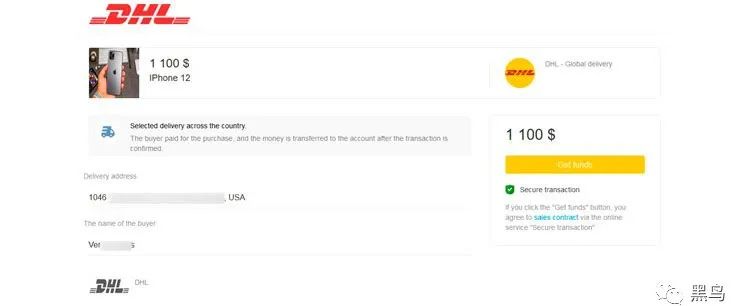 DHL
1 100 $
IPhone 12
DHL
DHL - Global delivery
Selected delivery across the country.
The buyer paid for the purchase, and the money is transferred to the account after the transaction is
confirmed.
Delivery address
1046 , USA
The name of the buyer
Ver s
DHL
DHL
1 100 $
Get funds
Secure transaction
If you click the "Get funds" button, you
agree to sales contract via the online
service "Secure transaction"
黑鸟